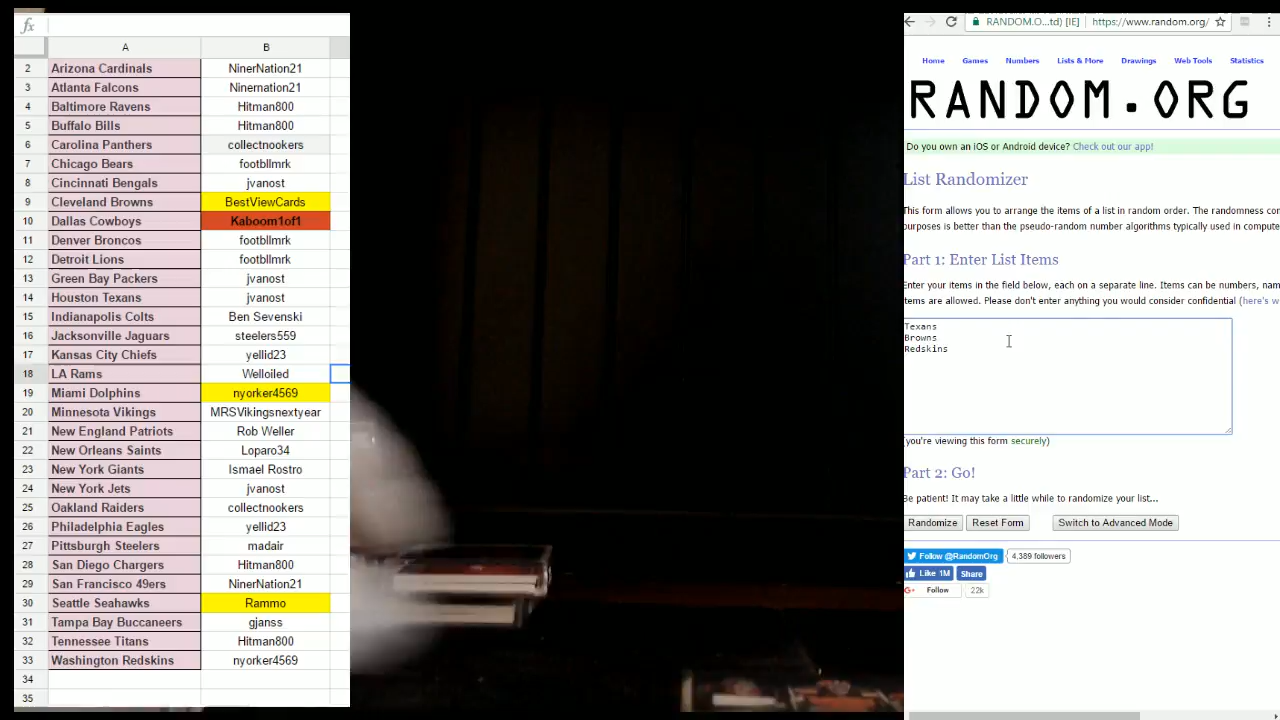 fx
A B
2 Arizona Cardinals NinerNation21
3 Atlanta Falcons Ninernation21
4 Baltimore Ravens Hitman800
5 Buffalo Bills Hitman800
6 Carolina Panthers collectnookers
7 Chicago Bears footbllmrk
8 Cincinnati Bengals jvanost
9 Cleveland Browns BestViewCards
10 Dallas Cowboys Kaboom1of1
11 Denver Broncos footbllmrk
12 Detroit Lions footbllmrk
13 Green Bay Packers jvanost
14 Houston Texans jvanost
15 Indianapolis Colts Ben Sevenski
16 Jacksonville Jaguars steelers559
17 Kansas City Chiefs yellid23
18 LA Rams Welloiled
19 Miami Dolphins nyorker4569
20 Minnesota Vikings MRSVikingsnextyear
21 New England Patriots Rob Weller
22 New Orleans Saints Loparo34
23 New York Giants Ismael Rostro
24 New York Jets jvanost
25 Oakland Raiders collectnookers
26 Philadelphia Eagles yellid23
27 Pittsburgh Steelers madair
28 San Diego Chargers Hitman800
29 San Francisco 49ers NinerNation21
30 Seattle Seahawks Rammo
31 Tampa Bay Buccaneers gjanss
32 Tennessee Titans Hitman800
33 Washington Redskins nyorker4569
34
35
RANDOM.O...td) [IE] https://www.random.org/
Home Games Numbers Lists & More Drawings Web Tools Statistics
RANDOM.ORG
Do you own an iOS or Android device? Check out our app!
List Randomizer
This form allows you to arrange the items of a list in random order. The randomness con
purposes is better than the pseudo-random number algorithms typically used in compute
Part 1: Enter List Items
Enter your items in the field below, each on a separate line. Items can be numbers, nam
items are allowed. Please don't enter anything you would consider confidential (here's w
Texans
Browns
Redskins
(you're viewing this form securely)
Part 2: Go!
Be patient! It may take a little while to randomize your list...
Randomize Reset Form Switch to Advanced Mode
Follow @RandomOrg 4,389 followers
Like 1M Share
G+ Follow 22k